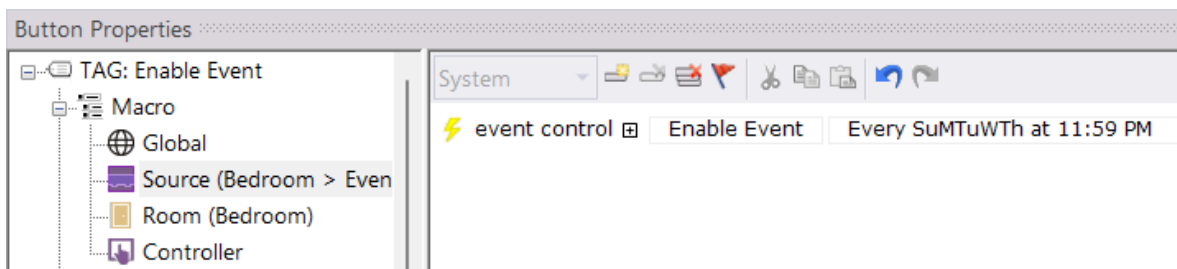 Button Properties
TAG: Enable Event
Macro
Global
Source (Bedroom > Even
Room (Bedroom)
Controller
System
event control Enable Event Every SuMTuWTh at 11:59 PM